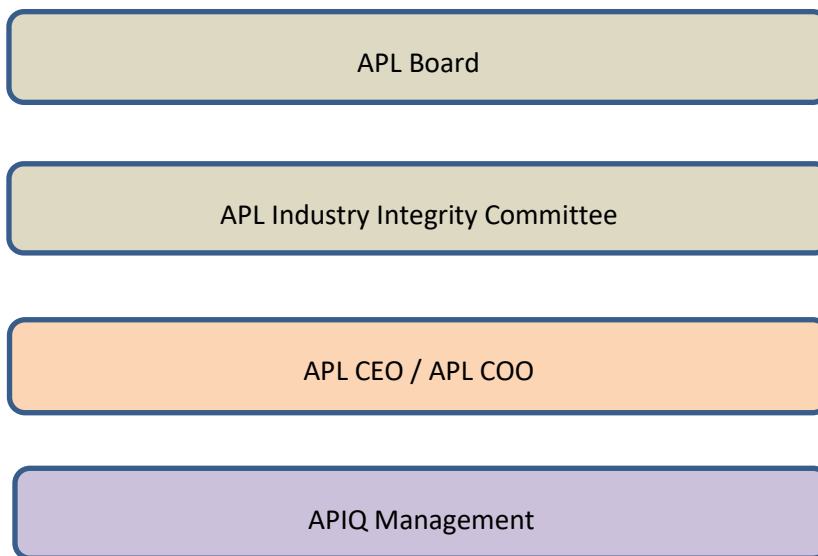 APL Board
APL Industry Integrity Committee
APL CEO / APL COO
APIQ Management